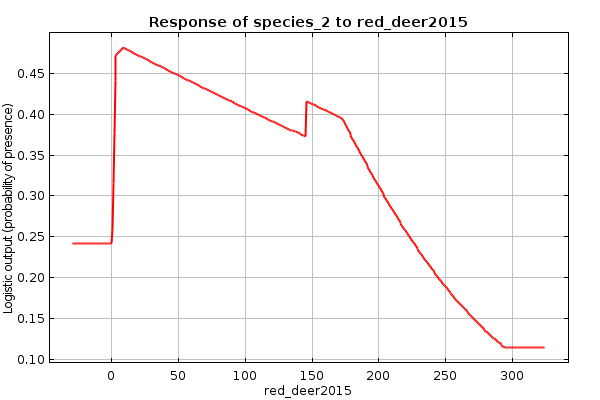 Response of species_2 to red_deer2015
Logistic output (probability of presence)
0.45
0.40
0.35
0.30
0.25
0.20
0.15
0.10
0 50 100 150 200 250 300
red_deer2015